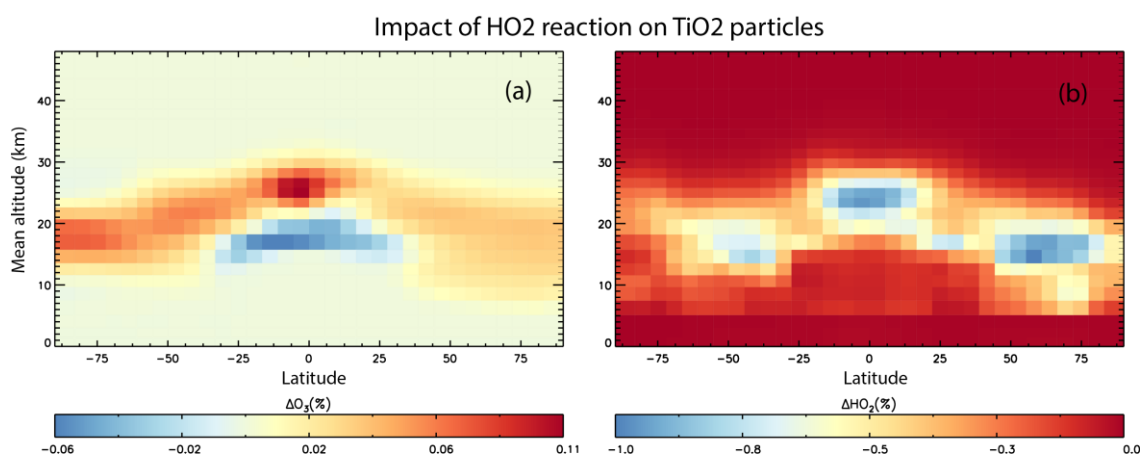 Impact of HO2 reaction on TiO2 particles
(a)
(b)
Mean altitude (km)
40
30
20
10
0
−75 −50 −25 0 25 50 75
Latitude
40
30
20
10
0
−75 −50 −25 0 25 50 75
Latitude
ΔO₃(%)
−0.06 −0.02 0.02 0.06 0.11
ΔHO₂(%)
−1.0 −0.8 −0.5 −0.3 0.0